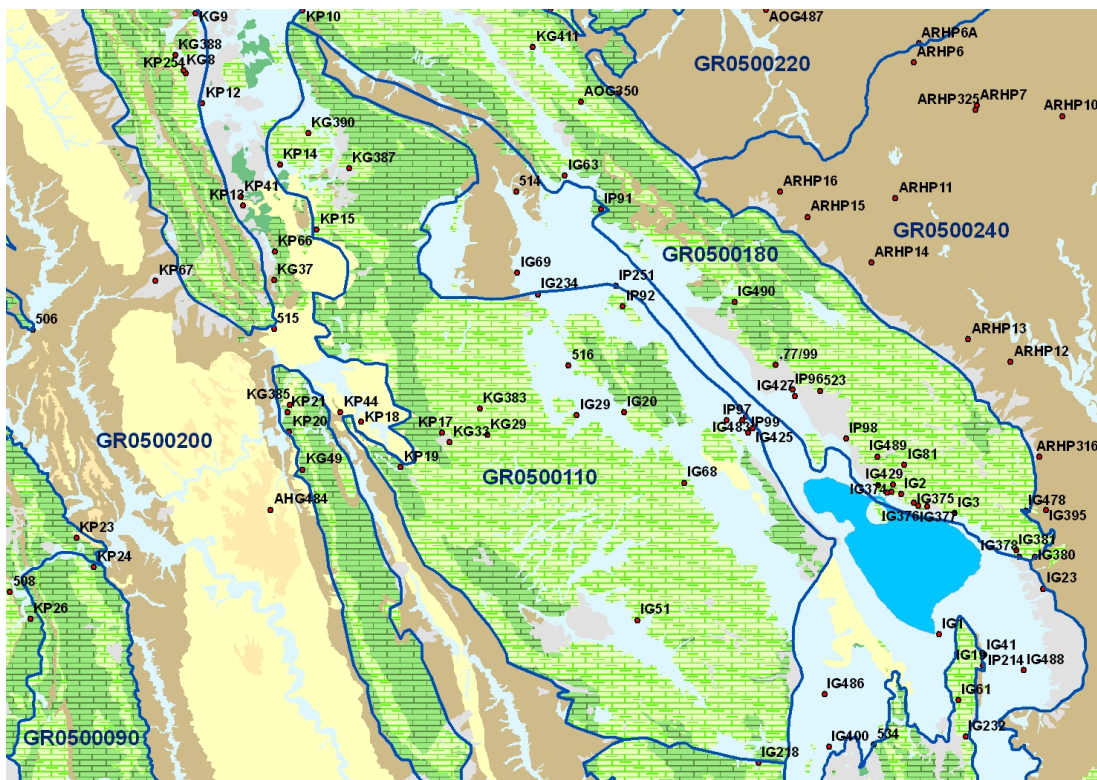 KG9
KP10
AOG487
KG411
ARHP6A
KG388
ARHP6
KP254
KG8
GR0500220
AOG350
ARHP325
ARHP7
ARHP10
KP12
KG390
KP14
KG387
IG63
514
ARHP16
ARHP11
KP13
KP41
IP91
ARHP15
KP15
GR0500240
KP66
GR0500180
ARHP14
KP67
KG37
IG69
IP251
IG234
IP92
IG490
506
515
ARHP13
516
.77/99
ARHP12
IG427
IP96
523
KG385
KP21
KP44
KG383
IG29
IG20
KP20
KP18
KP17
KG33
KG29
IP97
IP99
IG483
IG425
IP98
GR0500200
IG489
IG81
ARHP316
KG49
KP19
GR0500110
IG68
IG429
IG2
IG374
IG375
IG3
IG478
AHG484
IG376
IG377
IG395
KP23
IG378
IG381
IG380
KP24
508
IG23
KP26
IG51
IG1
IG41
IG19
IP214
IG488
IG486
IG61
GR0500090
IG232
IG400
534
IG218